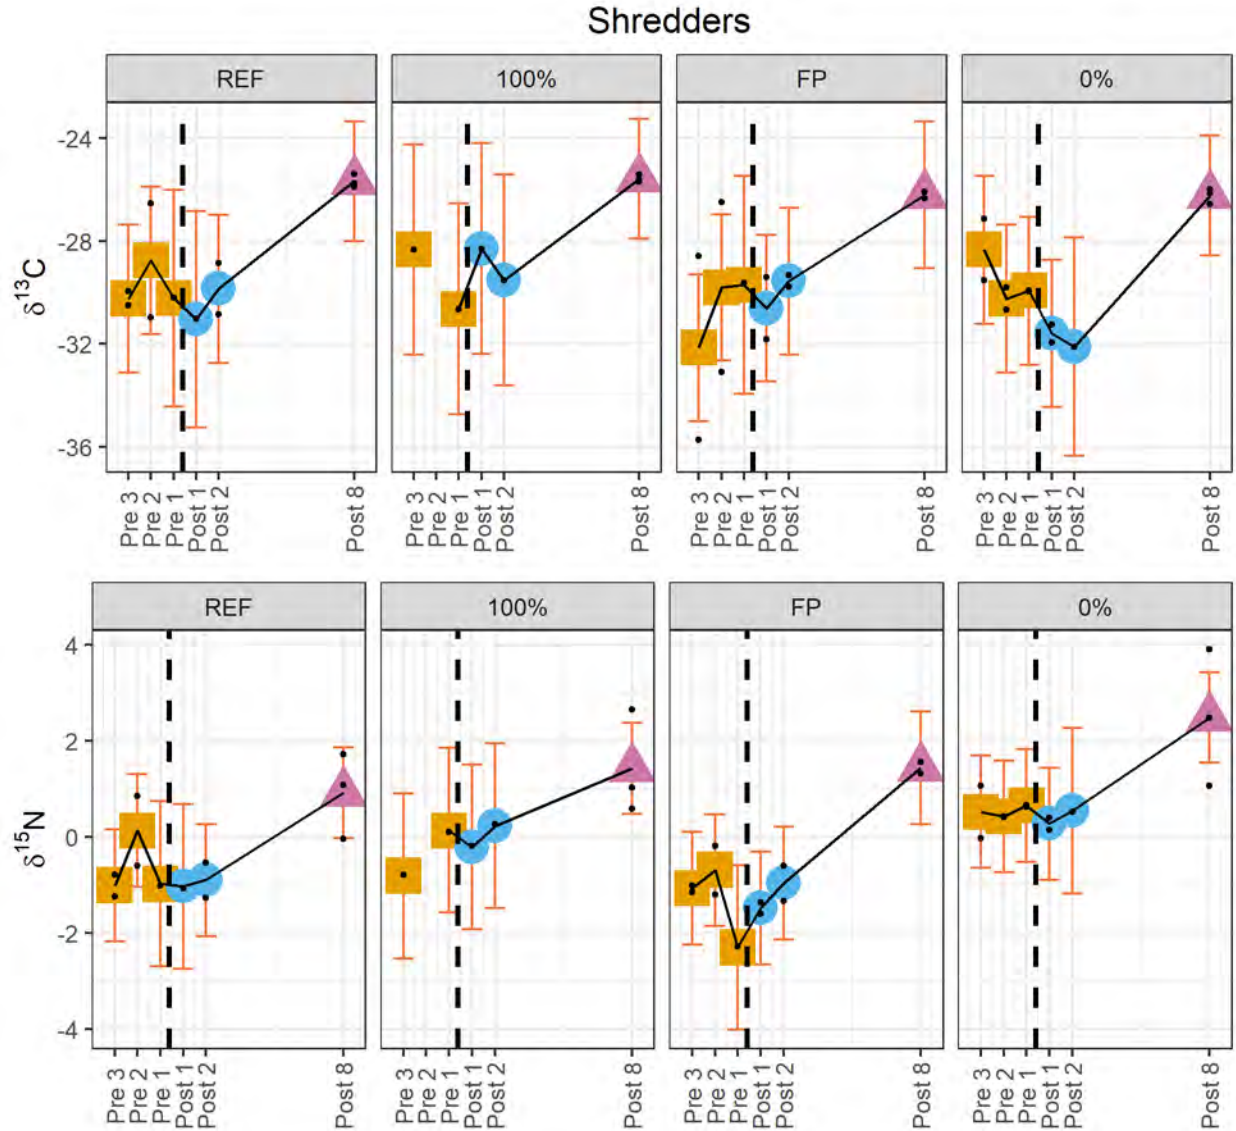 Shredders
REF 100% FP 0%
δ¹³C
-24
-28
-32
-36
Pre 3 Pre 2 Pre 1 Post 1 Post 2 Post 8 Pre 3 Pre 2 Pre 1 Post 1 Post 2 Post 8 Pre 3 Pre 2 Pre 1 Post 1 Post 2 Post 8 Pre 3 Pre 2 Pre 1 Post 1 Post 2 Post 8
REF 100% FP 0%
δ¹⁵N
4
2
0
-2
-4
Pre 3 Pre 2 Pre 1 Post 1 Post 2 Post 8 Pre 3 Pre 2 Pre 1 Post 1 Post 2 Post 8 Pre 3 Pre 2 Pre 1 Post 1 Post 2 Post 8 Pre 3 Pre 2 Pre 1 Post 1 Post 2 Post 8